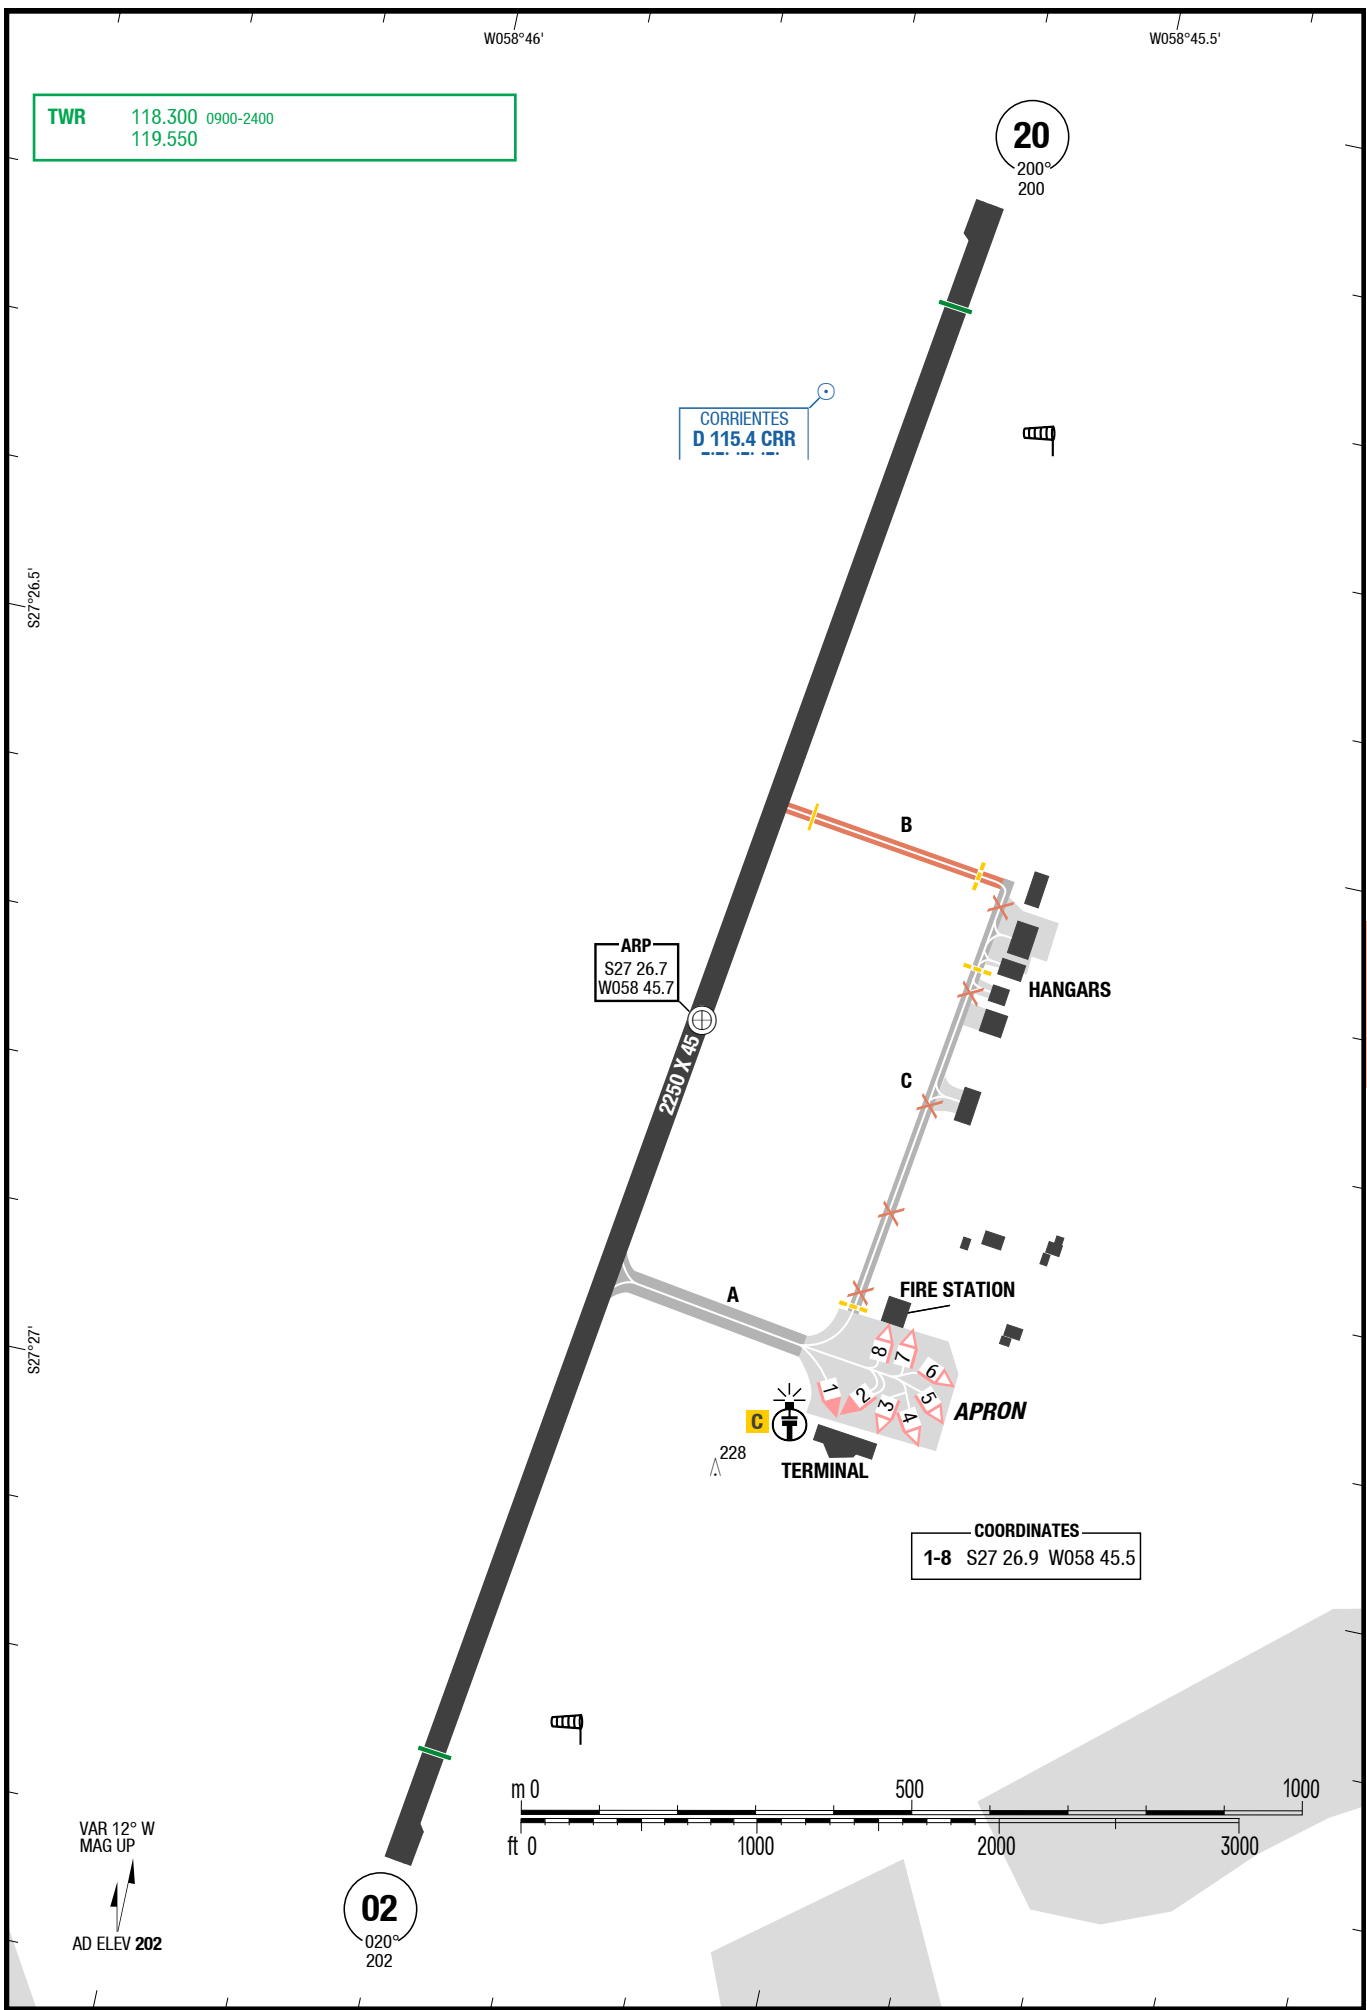 W058°46'
W058°45.5'
TWR 118.300 0900-2400
119.550
20
200°
200
CORRIENTES
D 115.4 CRR
S27°26.5'
B
ARP
S27 26.7
W058 45.7
HANGARS
2250 X 45
C
A
FIRE STATION
S27°27'
8
7
6
1
2
3
4
5
APRON
C
228
TERMINAL
COORDINATES
1-8 S27 26.9 W058 45.5
m 0 500 1000
ft 0 1000 2000 3000
VAR 12° W
MAG UP
AD ELEV 202
02
020°
202